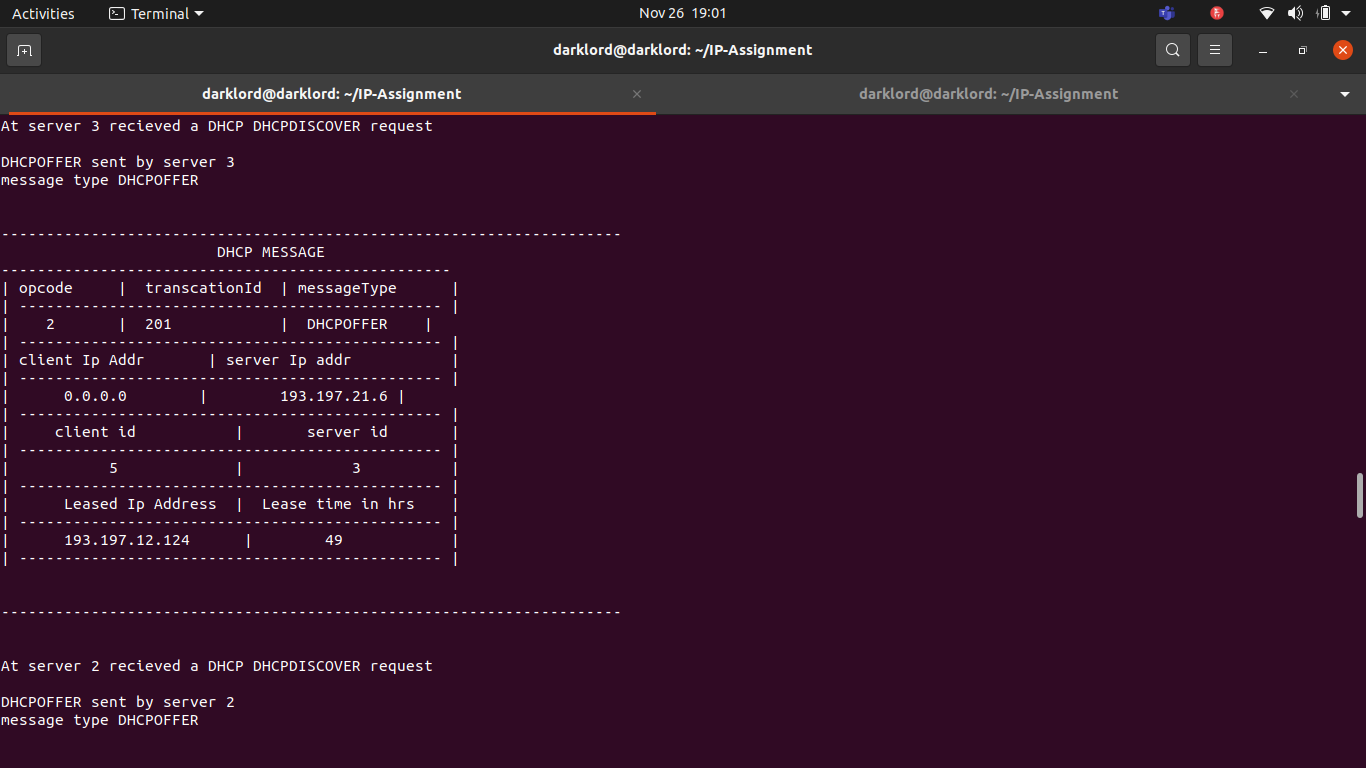 Activities Terminal Nov 26 19:01
darklord@darklord: ~/IP-Assignment
darklord@darklord: ~/IP-Assignment × darklord@darklord: ~/IP-Assignment ×
At server 3 recieved a DHCP DHCPDISCOVER request
DHCPOFFER sent by server 3
message type DHCPOFFER
---------------------------------------------------------------------
                        DHCP MESSAGE
--------------------------------------------------
| opcode     |  transcationId  | messageType      |
| ----------------------------------------------- |
|    2       |  201            |  DHCPOFFER    |
| ----------------------------------------------- |
| client Ip Addr       | server Ip addr           |
| ----------------------------------------------- |
|      0.0.0.0        |        193.197.21.6 |
| ----------------------------------------------- |
|     client id           |       server id       |
| ----------------------------------------------- |
|           5             |            3          |
| ----------------------------------------------- |
|      Leased Ip Address  |  Lease time in hrs    |
| ----------------------------------------------- |
|      193.197.12.124      |        49            |
| ----------------------------------------------- |
---------------------------------------------------------------------
At server 2 recieved a DHCP DHCPDISCOVER request
DHCPOFFER sent by server 2
message type DHCPOFFER